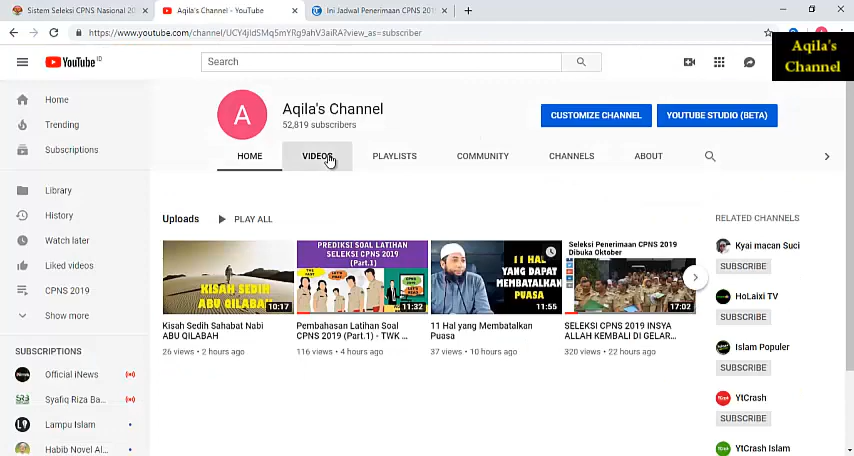 Sistem Seleksi CPNS Nasional 20
Aqila's Channel - YouTube
Ini Jadwal Penerimaan CPNS 2019
https://www.youtube.com/channel/UCY4jIdSMq5mYRg9ahV3aiRA?view_as=subscriber
Aqila's
Channel
YouTube ID
Search
A
Aqila's Channel
52,819 subscribers
CUSTOMIZE CHANNEL
YOUTUBE STUDIO (BETA)
HOME
VIDEOS
PLAYLISTS
COMMUNITY
CHANNELS
ABOUT
Home
Trending
Subscriptions
Library
History
Watch later
Liked videos
CPNS 2019
Show more
SUBSCRIPTIONS
Official iNews
Syafiq Riza Ba...
Lampu Islam
Habib Novel Al...
Uploads
PLAY ALL
KISAH SEDIH
ABU QILABAH
10:17
Kisah Sedih Sahabat Nabi
ABU QILABAH
26 views • 2 hours ago
PREDIKSI SOAL LATIHAN
SELEKSI CPNS 2019
(Part.1)
11:32
Pembahasan Latihan Soal
CPNS 2019 (Part.1) - TWK ...
116 views • 4 hours ago
11 HAL
YANG DAPAT
MEMBATALKAN
PUASA
11:55
11 Hal yang Membatalkan
Puasa
37 views • 10 hours ago
Seleksi Penerimaan CPNS 2019
Dibuka Oktober
17:02
SELEKSI CPNS 2019 INSYA
ALLAH KEMBALI DI GELAR...
320 views • 22 hours ago
RELATED CHANNELS
Kyai macan Suci
SUBSCRIBE
HoLaixi TV
SUBSCRIBE
Islam Populer
SUBSCRIBE
YtCrash
SUBSCRIBE
YtCrash Islam